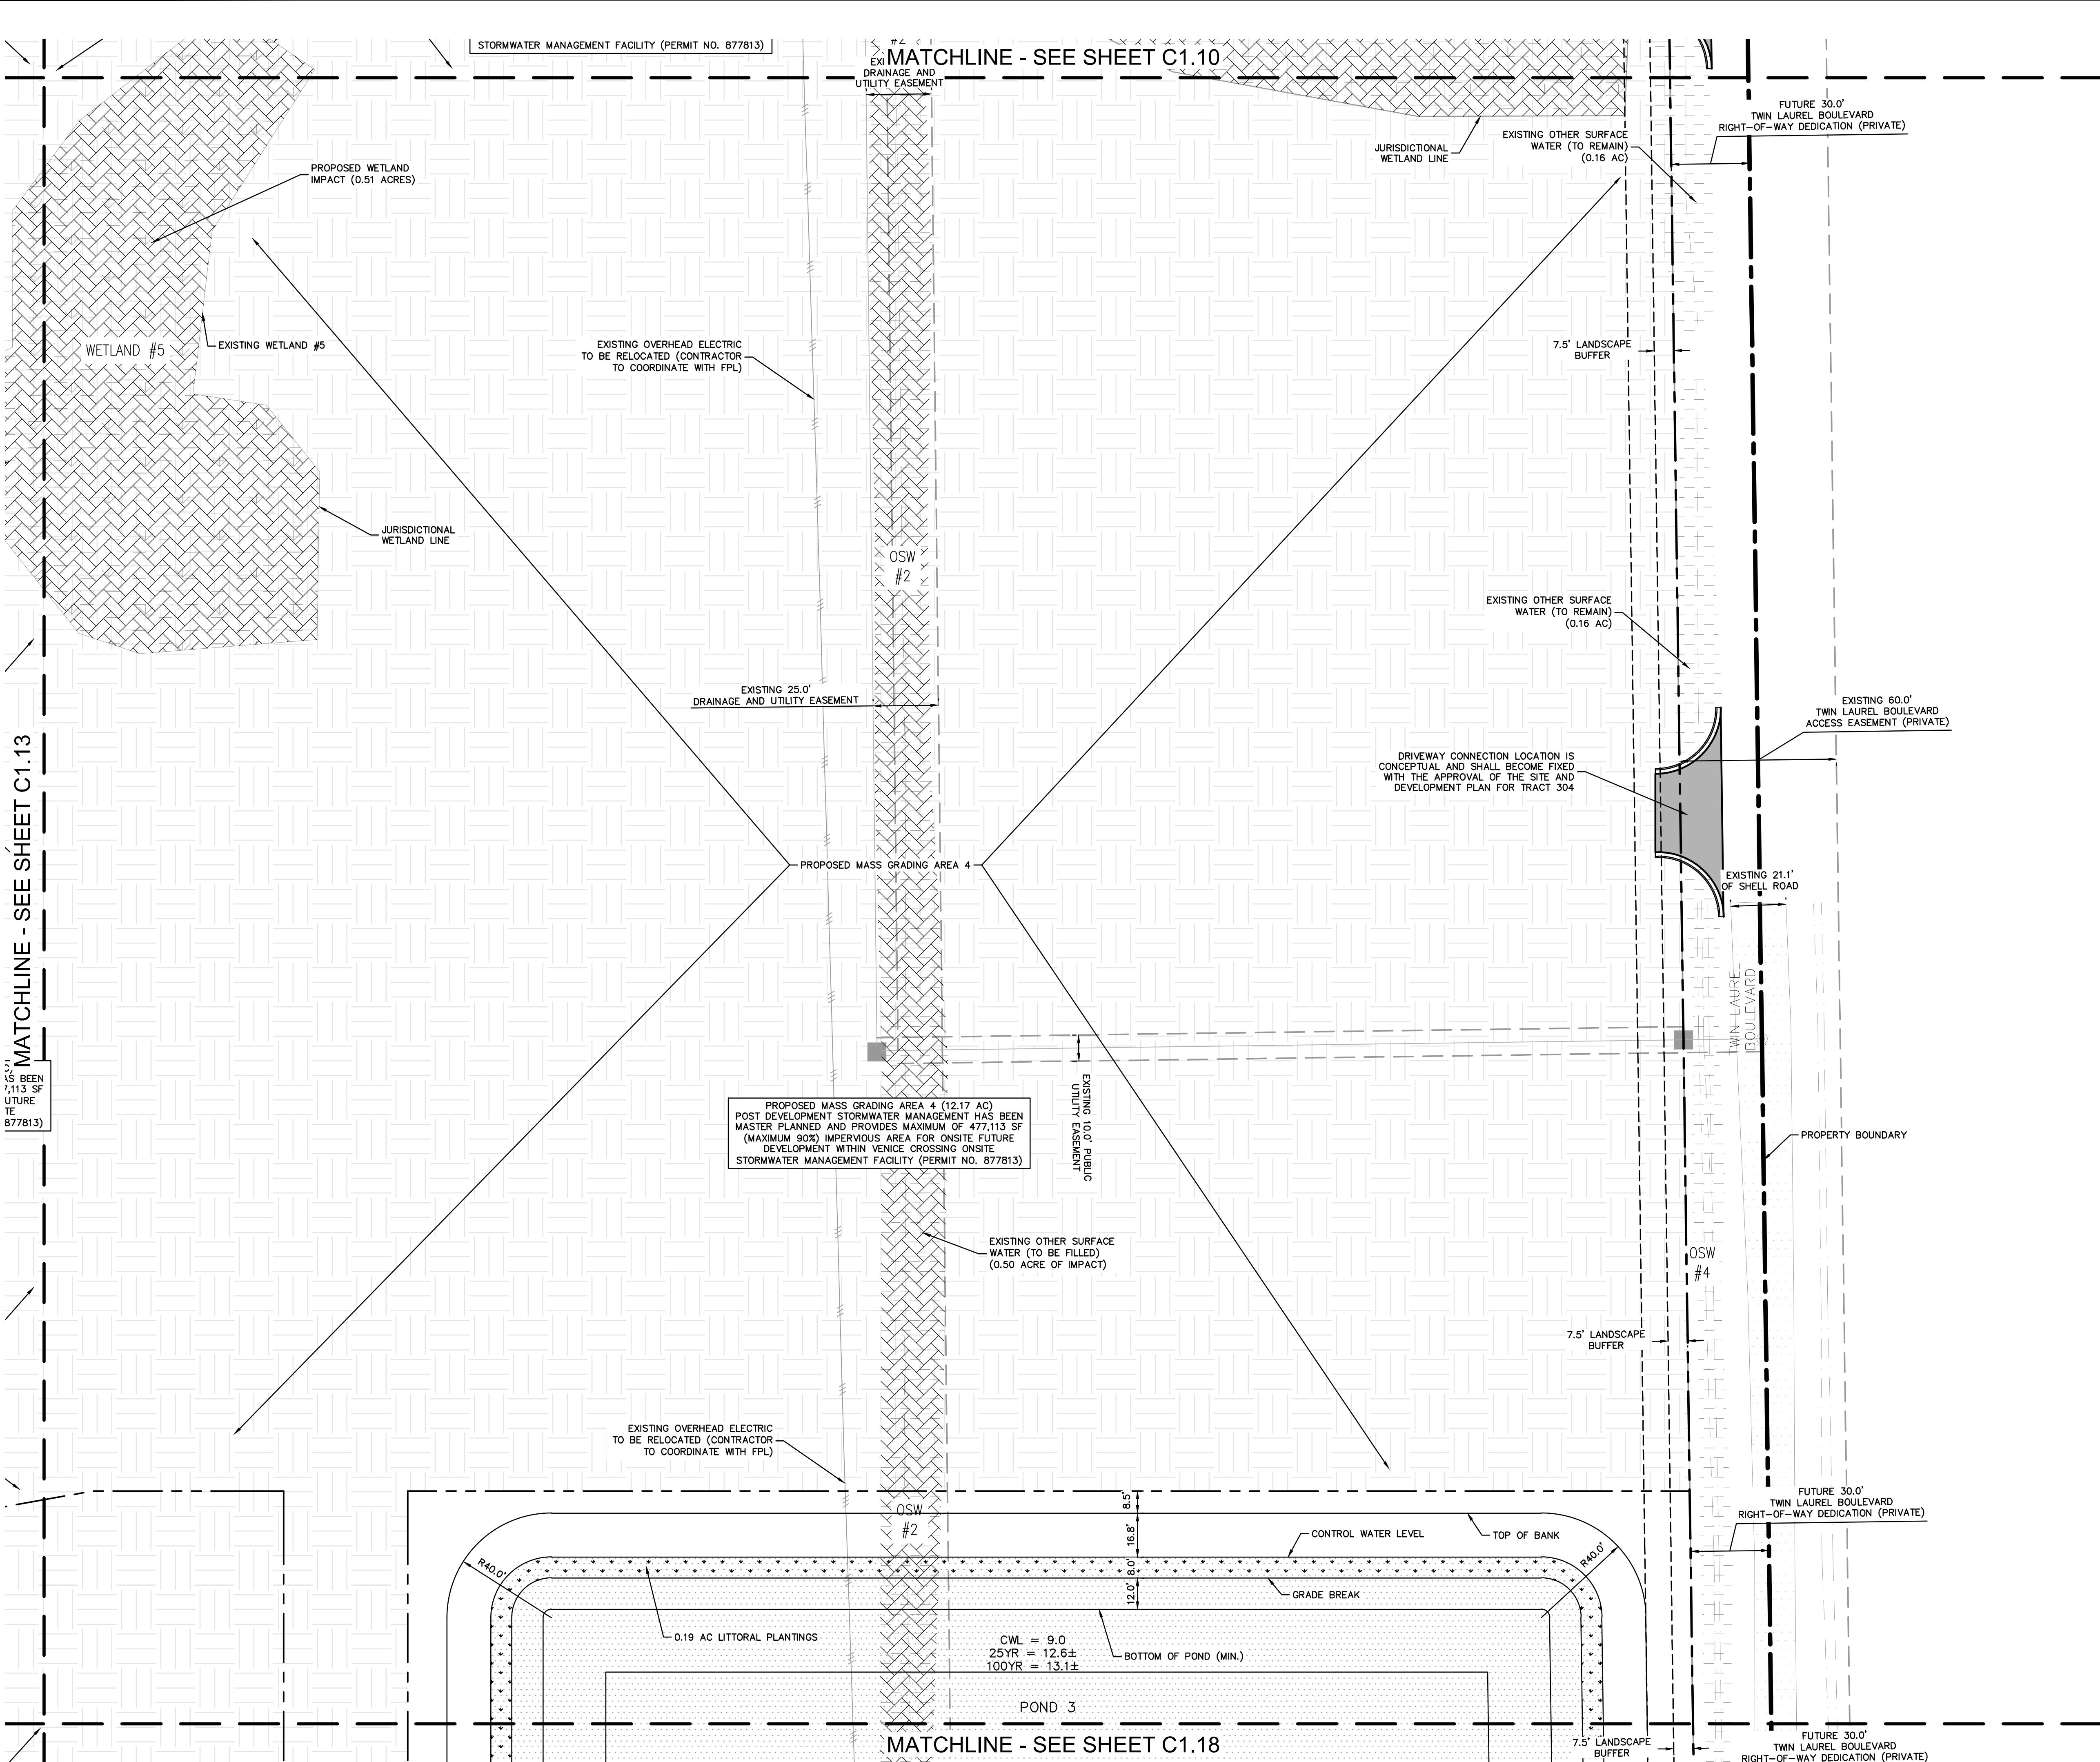 STORMWATER MANAGEMENT FACILITY (PERMIT NO. 877813)
#2
MATCHLINE - SEE SHEET C1.10
DRAINAGE AND
UTILITY EASEMENT
FUTURE 30.0'
TWIN LAUREL BOULEVARD
RIGHT-OF-WAY DEDICATION (PRIVATE)
EXISTING OTHER SURFACE
WATER (TO REMAIN)
(0.16 AC)
JURISDICTIONAL
WETLAND LINE
PROPOSED WETLAND
IMPACT (0.51 ACRES)
WETLAND #5
EXISTING WETLAND #5
EXISTING OVERHEAD ELECTRIC
TO BE RELOCATED (CONTRACTOR
TO COORDINATE WITH FPL)
7.5' LANDSCAPE
BUFFER
JURISDICTIONAL
WETLAND LINE
OSW
#2
EXISTING OTHER SURFACE
WATER (TO REMAIN)
(0.16 AC)
EXISTING 25.0'
DRAINAGE AND UTILITY EASEMENT
EXISTING 60.0'
TWIN LAUREL BOULEVARD
ACCESS EASEMENT (PRIVATE)
DRIVEWAY CONNECTION LOCATION IS
CONCEPTUAL AND SHALL BECOME FIXED
WITH THE APPROVAL OF THE SITE AND
DEVELOPMENT PLAN FOR TRACT 304
MATCHLINE - SEE SHEET C1.13
PROPOSED MASS GRADING AREA 4
EXISTING 21.1'
OF SHELL ROAD
TWIN LAUREL
BOULEVARD
AS BEEN
7,113 SF
UTURE
TE
877813)
PROPOSED MASS GRADING AREA 4 (12.17 AC)
POST DEVELOPMENT STORMWATER MANAGEMENT HAS BEEN
MASTER PLANNED AND PROVIDES MAXIMUM OF 477,113 SF
(MAXIMUM 90%) IMPERVIOUS AREA FOR ONSITE FUTURE
DEVELOPMENT WITHIN VENICE CROSSING ONSITE
STORMWATER MANAGEMENT FACILITY (PERMIT NO. 877813)
EXISTING 10.0' PUBLIC
UTILITY EASEMENT
PROPERTY BOUNDARY
EXISTING OTHER SURFACE
WATER (TO BE FILLED)
(0.50 ACRE OF IMPACT)
OSW
#4
7.5' LANDSCAPE
BUFFER
EXISTING OVERHEAD ELECTRIC
TO BE RELOCATED (CONTRACTOR
TO COORDINATE WITH FPL)
FUTURE 30.0'
TWIN LAUREL BOULEVARD
RIGHT-OF-WAY DEDICATION (PRIVATE)
OSW
#2
8.5'
16.8'
8.0'
12.0'
CONTROL WATER LEVEL
TOP OF BANK
R40.0'
R40.0'
GRADE BREAK
0.19 AC LITTORAL PLANTINGS
CWL = 9.0
25YR = 12.6±
100YR = 13.1±
BOTTOM OF POND (MIN.)
POND 3
MATCHLINE - SEE SHEET C1.18
7.5' LANDSCAPE
BUFFER
FUTURE 30.0'
TWIN LAUREL BOULEVARD
RIGHT-OF-WAY DEDICATION (PRIVATE)